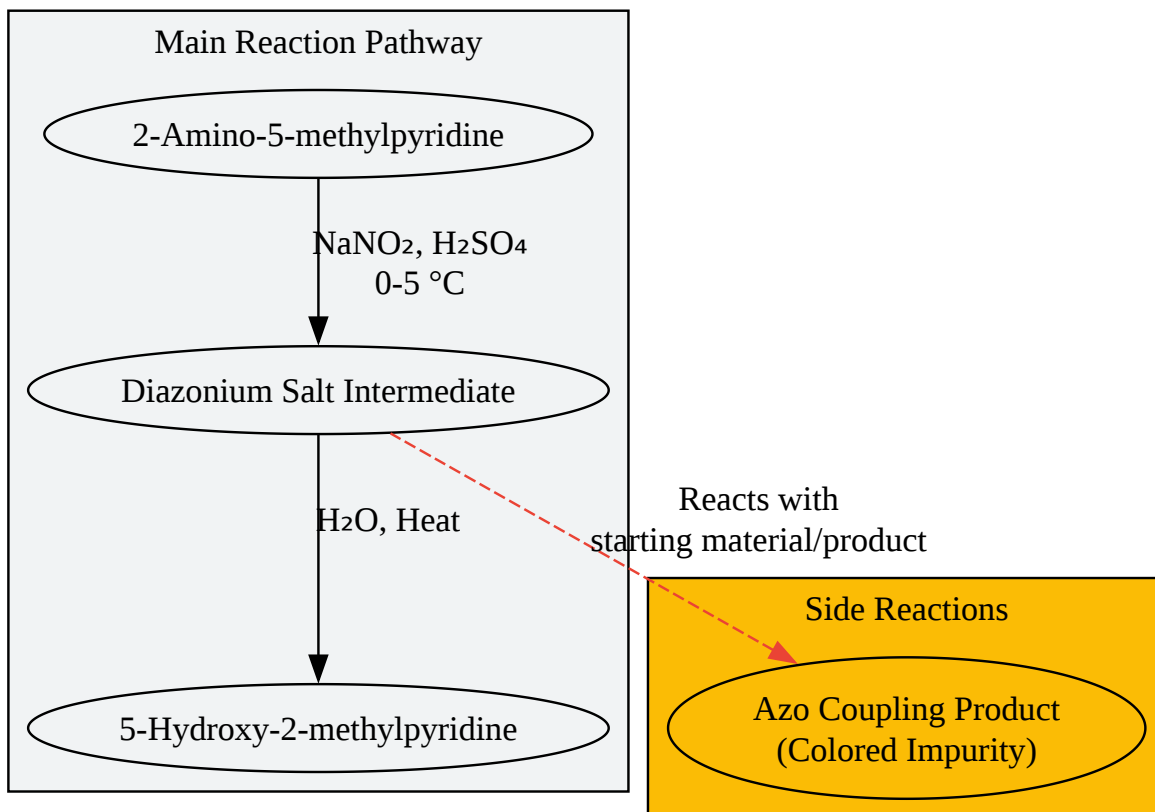 Main Reaction Pathway
2-Amino-5-methylpyridine
NaNO₂, H₂SO₄
0-5 °C
Diazonium Salt Intermediate
H₂O, Heat
Reacts with
starting material/product
Side Reactions
5-Hydroxy-2-methylpyridine
Azo Coupling Product
(Colored Impurity)